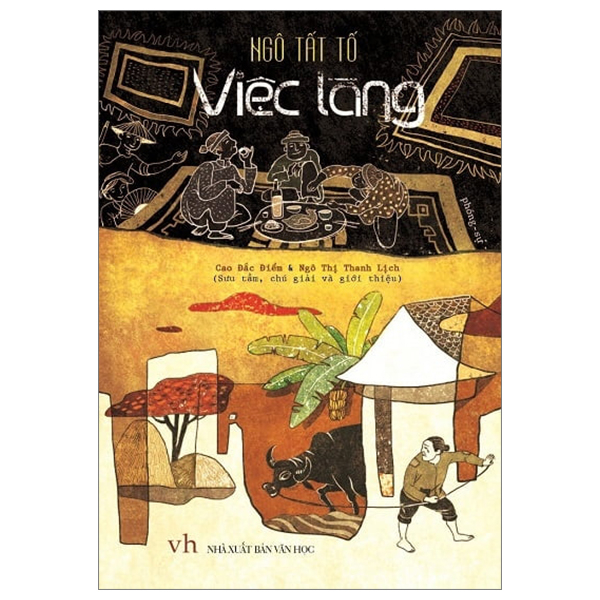 NGÔ TẤT TỐ
Việc làng
phóng-sự
Cao Đắc Điểm & Ngô Thị Thanh Lịch
(Sưu tầm, chú giải và giới thiệu)
vh NHÀ XUẤT BẢN VĂN HỌC